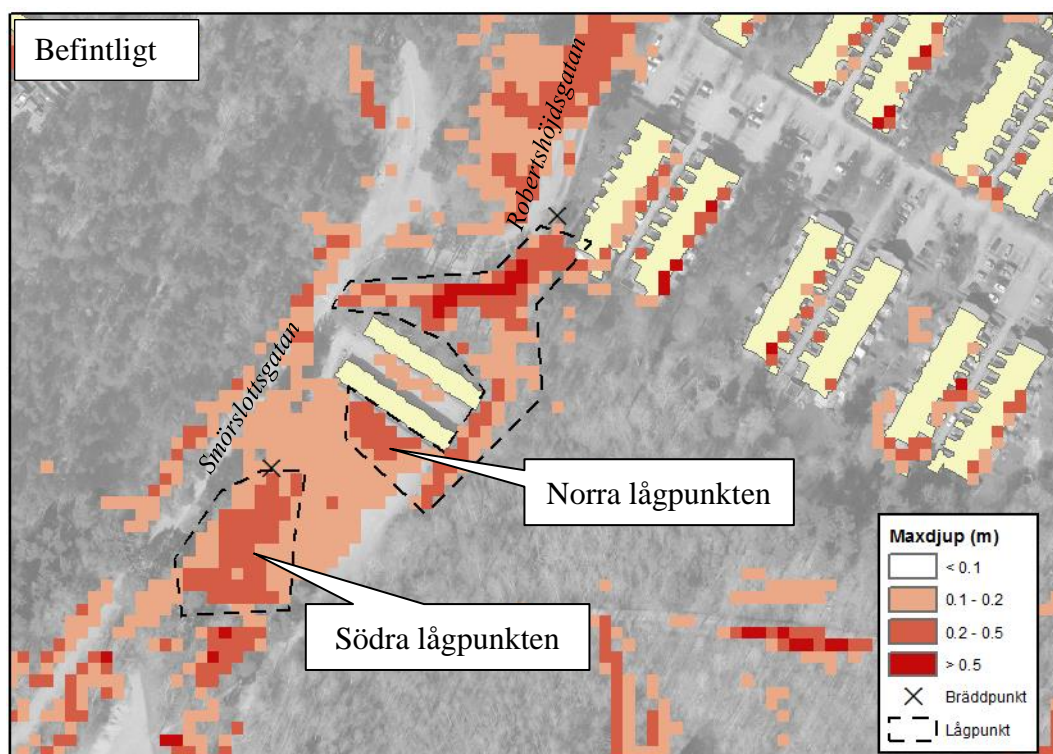 Befintligt
Robertshöjdsgatan
Smörslottsgatan
Norra lågpunkten
Södra lågpunkten
Maxdjup (m)
< 0.1
0.1 - 0.2
0.2 - 0.5
> 0.5
Bräddpunkt
Lågpunkt